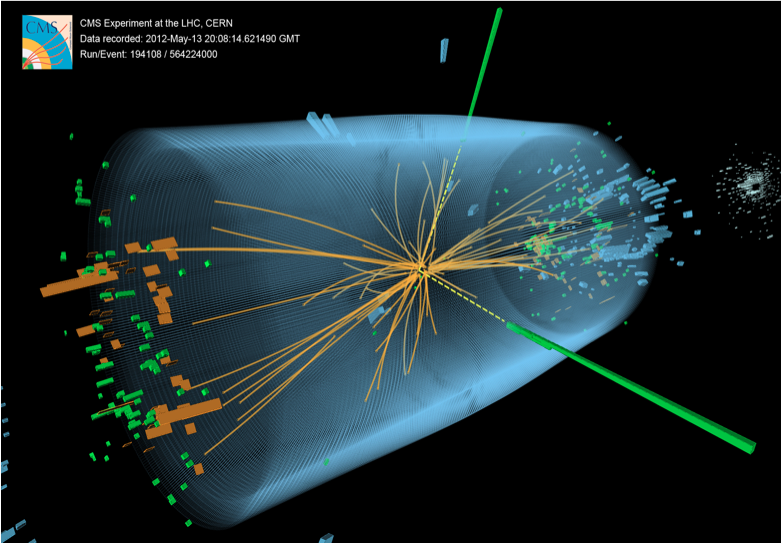 CMS
CMS Experiment at the LHC, CERN
Data recorded: 2012-May-13 20:08:14.621490 GMT
Run/Event: 194108 / 564224000